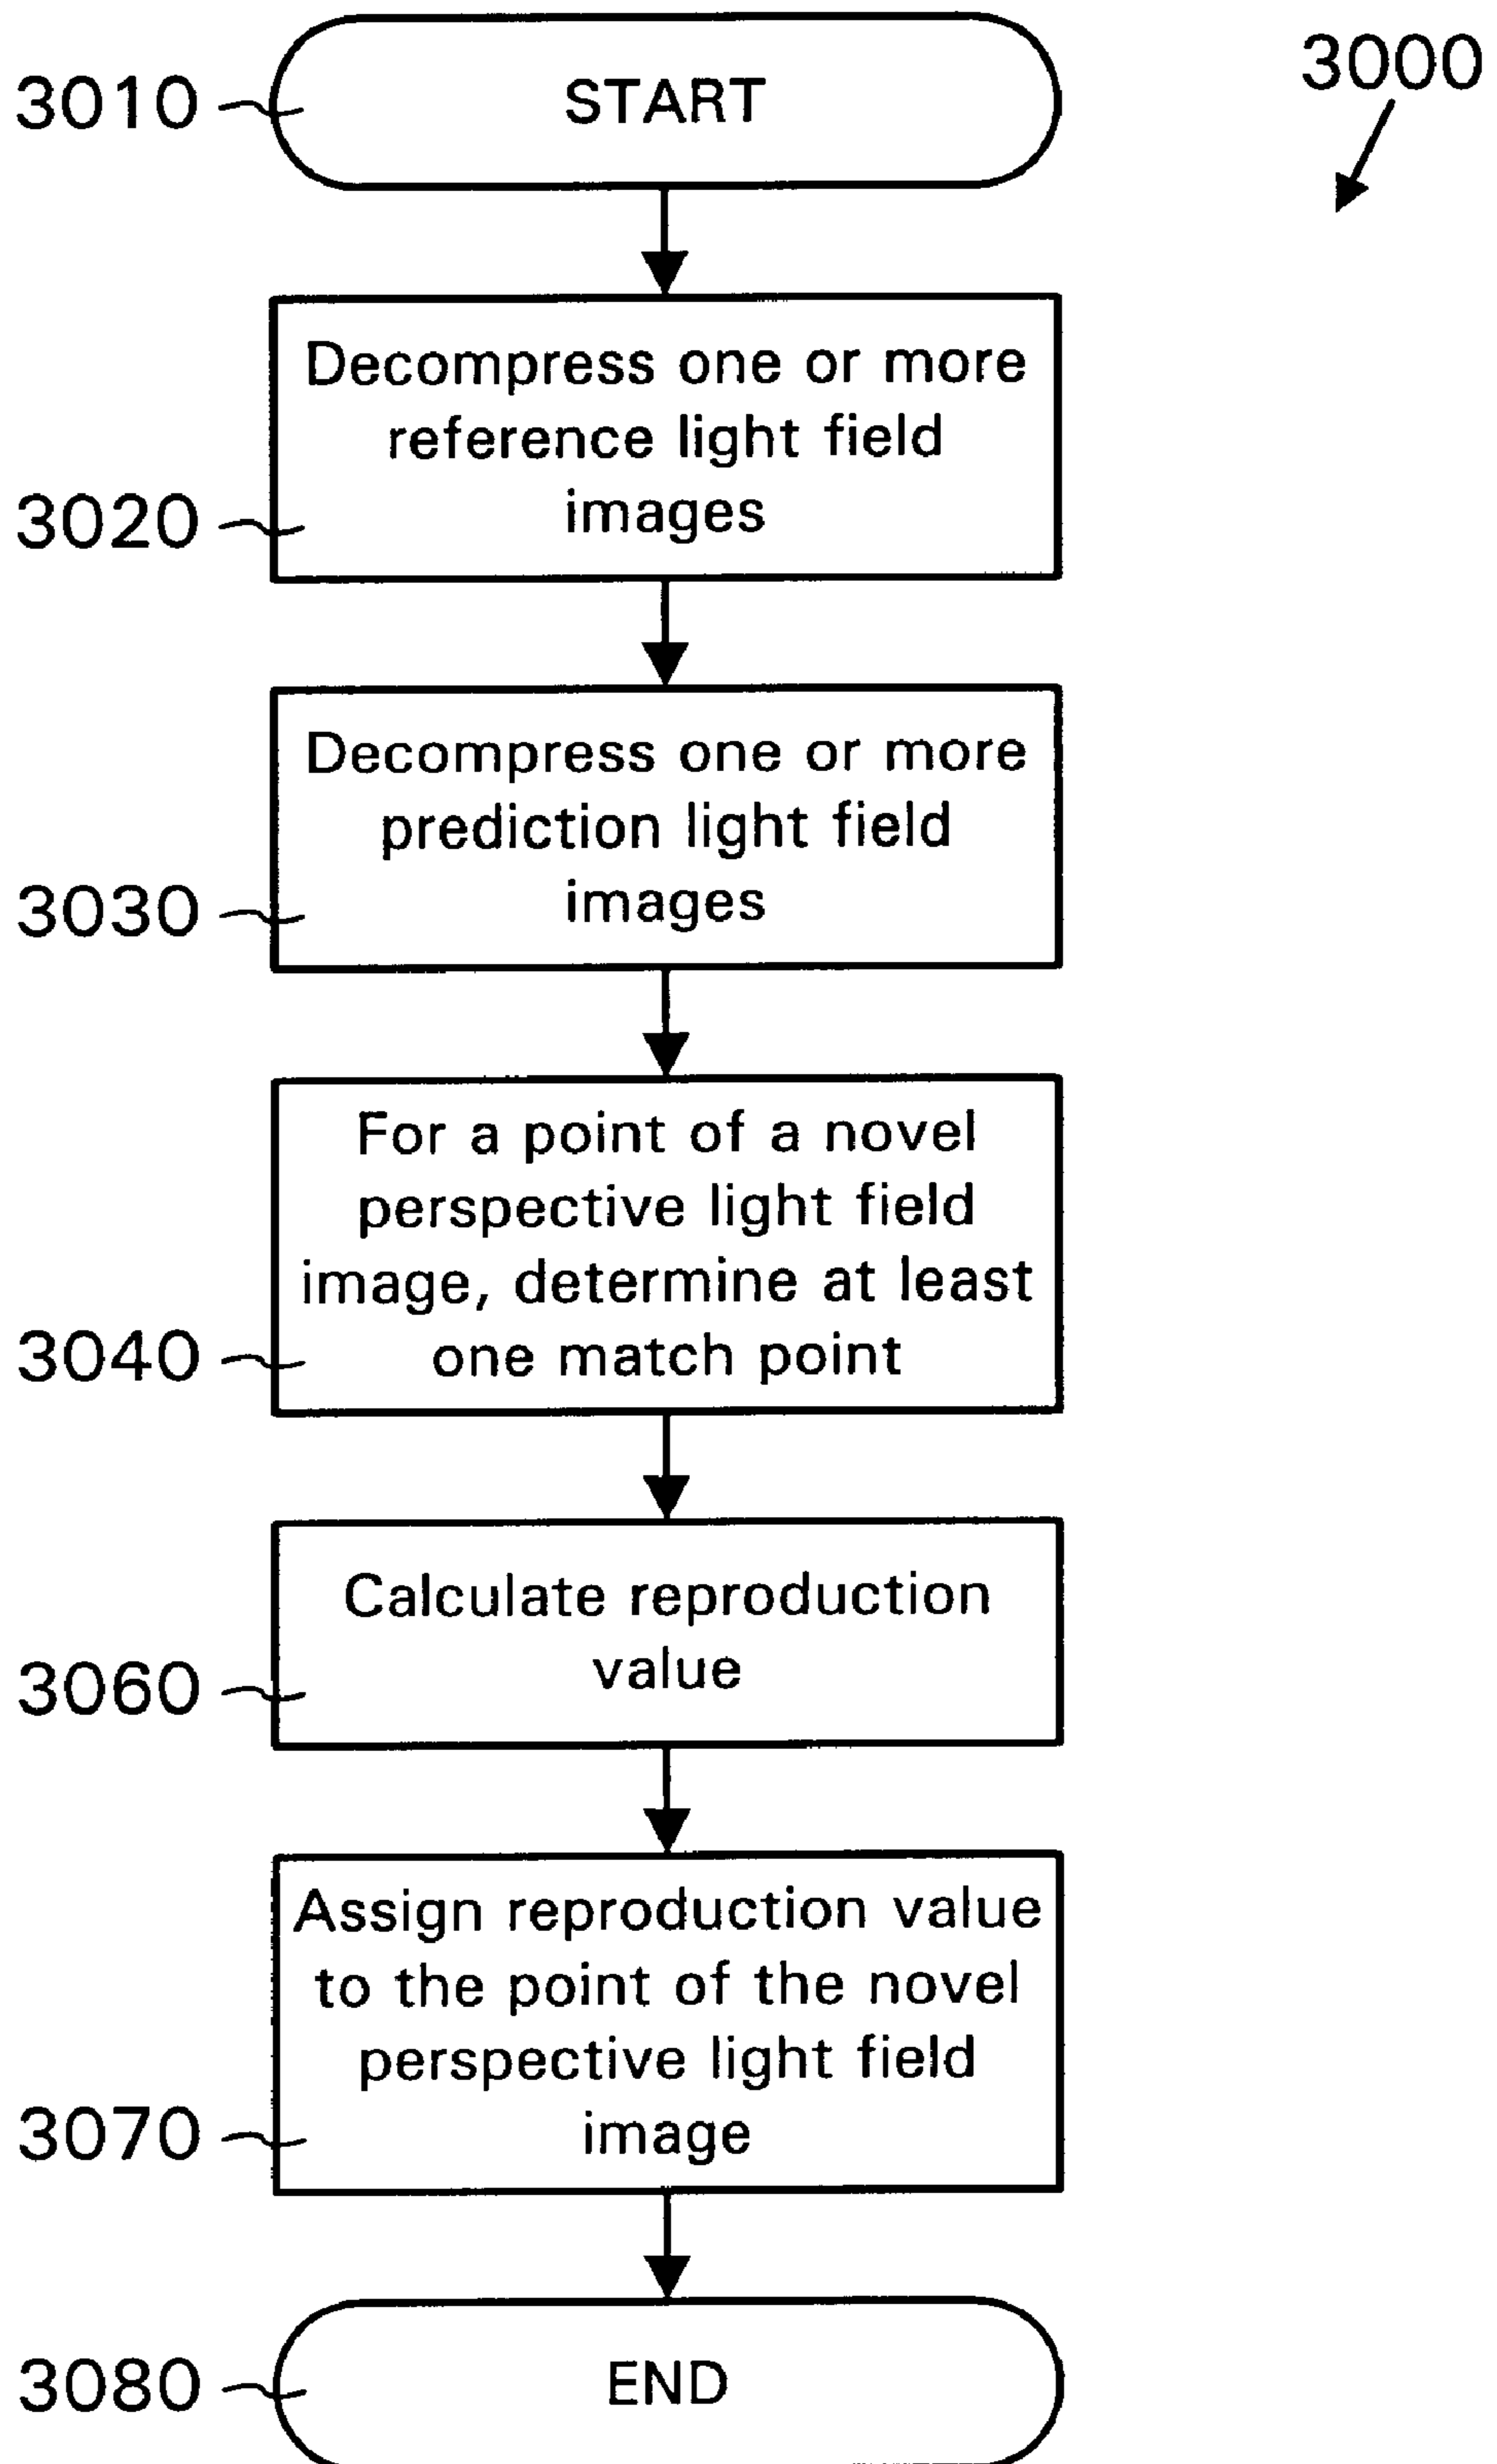 3000
3010
START
Decompress one or more
reference light field
images
3020
Decompress one or more
prediction light field
images
3030
For a point of a novel
perspective light field
image, determine at least
one match point
3040
Calculate reproduction
value
3060
Assign reproduction value
to the point of the novel
perspective light field
image
3070
END
3080